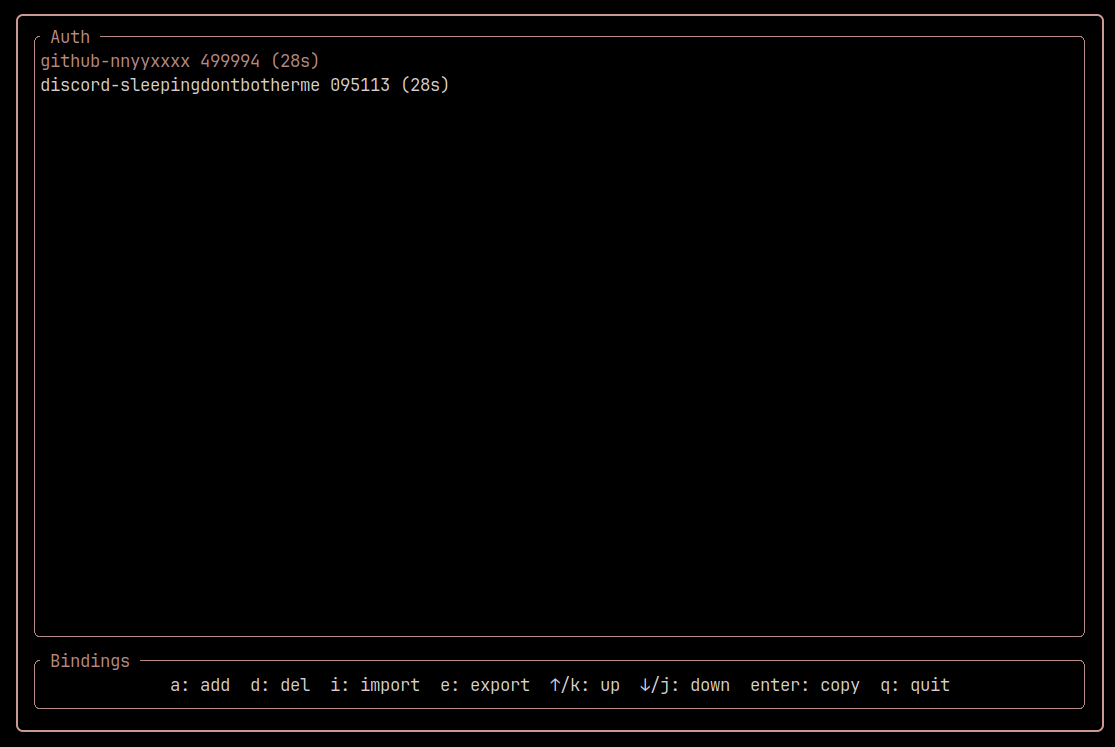 Auth
github-nnyyxxxx 499994 (28s)
discord-sleepingdontbotherme 095113 (28s)
Bindings
a: add  d: del  i: import  e: export  ↑/k: up  ↓/j: down  enter: copy  q: quit